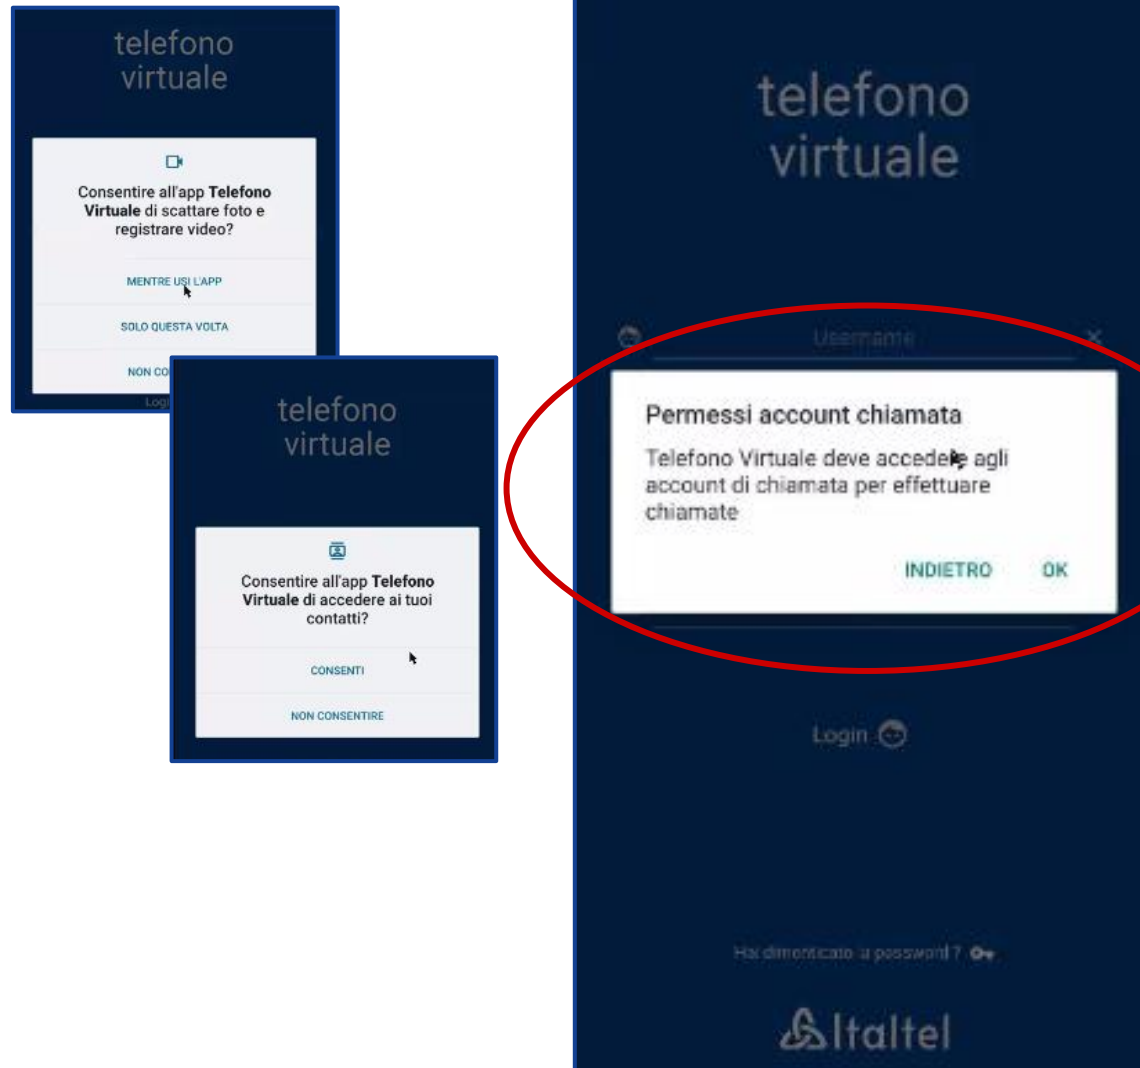 telefono
virtuale
Consentire all'app Telefono
Virtuale di scattare foto e
registrare video?
MENTRE USI L'APP
SOLO QUESTA VOLTA
NON CO
Log
telefono
virtuale
Consentire all'app Telefono
Virtuale di accedere ai tuoi
contatti?
CONSENTI
NON CONSENTIRE
telefono
virtuale
Username
Permessi account chiamata
Telefono Virtuale deve accedere agli
account di chiamata per effettuare
chiamate
INDIETRO OK
Login
Hai dimenticato la password ?
Italtel